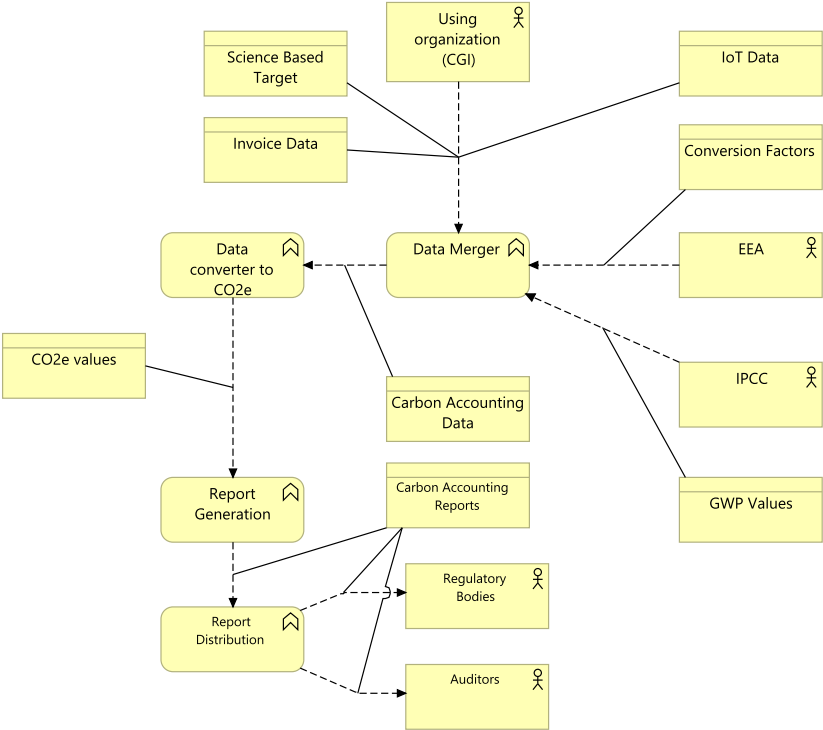 Using
organization
(CGI)
Science Based
Target
IoT Data
Invoice Data
Conversion Factors
Data
converter to
CO2e
Data Merger
EEA
CO2e values
IPCC
Carbon Accounting
Data
Report
Generation
Carbon Accounting
Reports
GWP Values
Regulatory
Bodies
Report
Distribution
Auditors